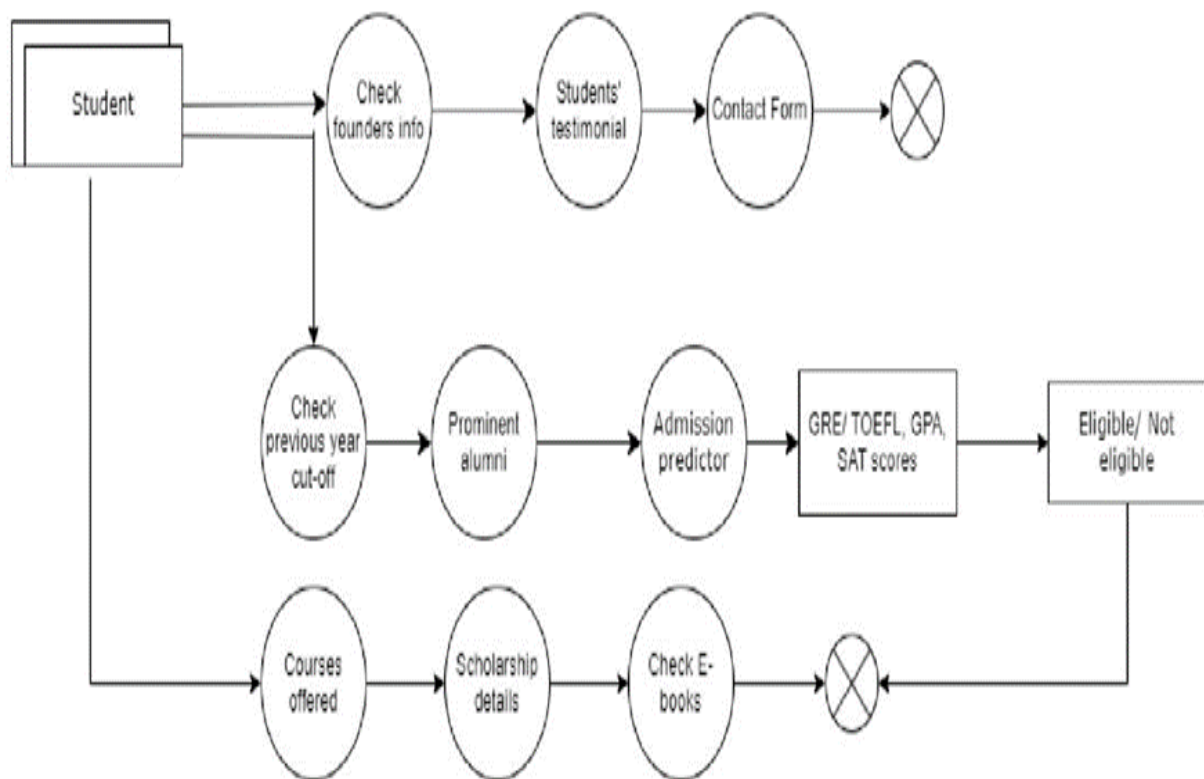 Student
Check
founders info
Students'
testimonial
Contact Form
Check
previous year
cut-off
Prominent
alumni
Admission
predictor
GRE/ TOEFL, GPA,
SAT scores
Eligible/ Not
eligible
Courses
offered
Scholarship
details
Check E-
books